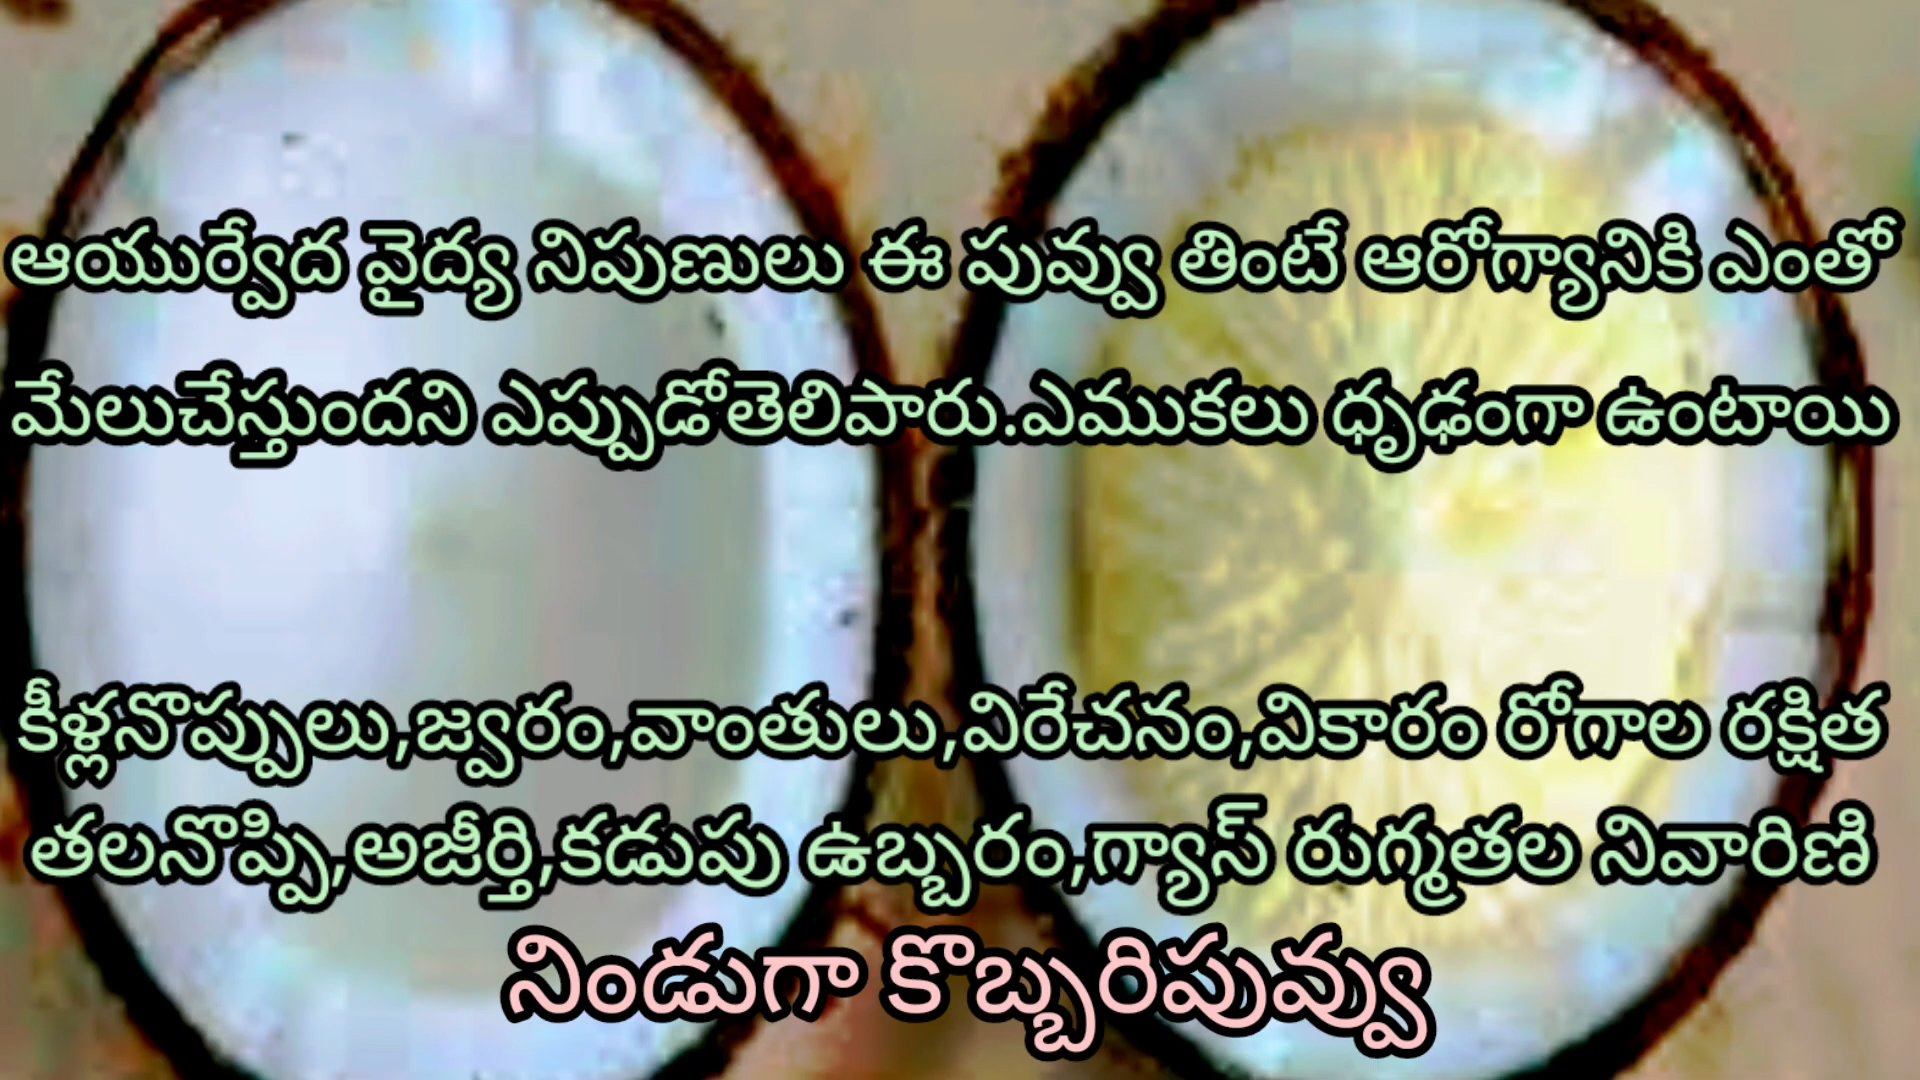 ఆయుర్వేద వైద్య నిపుణులు ఈ పువ్వు తింటే ఆరోగ్యానికి ఎంతో
మేలుచేస్తుందని ఎప్పుడోతెలిపారు.ఎముకలు ధృఢంగా ఉంటాయి
కీళ్లనొప్పులు,జ్వరం,వాంతులు,విరేచనం,వికారం రోగాల రక్షిత
తలనొప్పి,అజీర్తి,కడుపు ఉబ్బరం,గ్యాస్ రుగ్మతల నివారిణి
నిండుగా కొబ్బరిపువ్వు